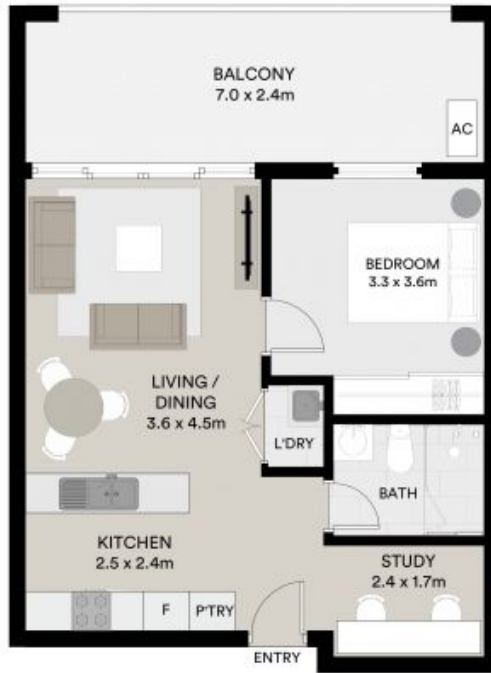 BALCONY
7.0 x 2.4m
AC
BEDROOM
3.3 x 3.6m
LIVING /
DINING
3.6 x 4.5m
L'DRY
BATH
KITCHEN
2.5 x 2.4m
STUDY
2.4 x 1.7m
F
P'TRY
ENTRY